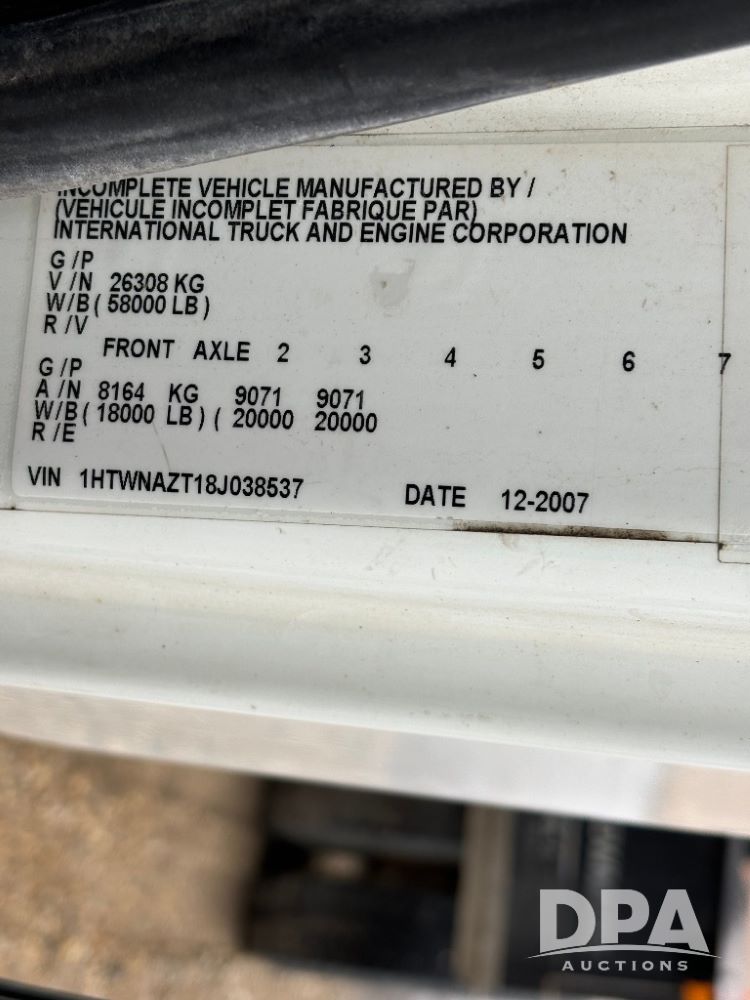 INCOMPLETE VEHICLE MANUFACTURED BY /
(VEHICULE INCOMPLET FABRIQUE PAR)
INTERNATIONAL TRUCK AND ENGINE CORPORATION
G /P
V /N 26308 KG
W/B ( 58000 LB )
R /V
FRONT AXLE 2 3 4 5 6 7
G /P
A /N 8164 KG 9071 9071
W/B ( 18000 LB ) ( 20000 20000
R /E
VIN 1HTWNAZT18J038537 DATE 12-2007
DPA
AUCTIONS